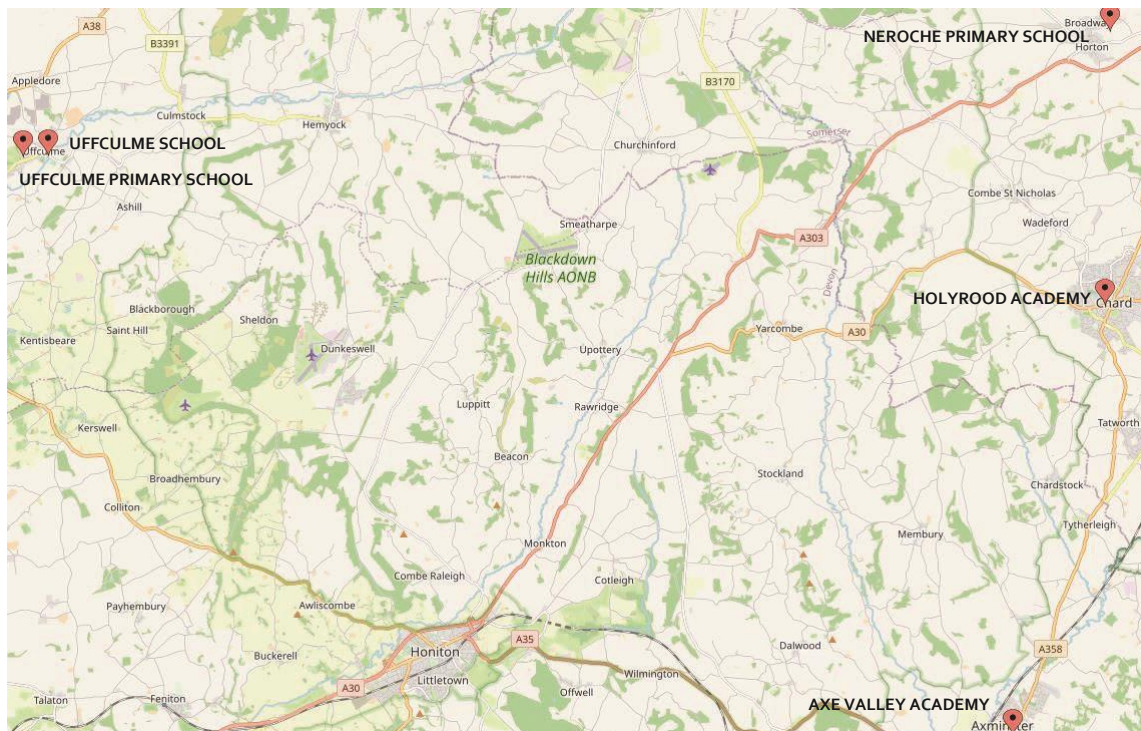 A38
Broadwa
NEROCHE PRIMARY SCHOOL
Horton
B3391
Appledore
B3170
Culmstock
Hemyock
Somerset
UFFCULME SCHOOL
Churchinford
UFFCULME PRIMARY SCHOOL
Combe St Nicholas
Ashill
Smeatharpe
Wadeford
A303
Blackdown
Hills AONB
Devon
HOLYROOD ACADEMY
Chard
Blackborough
Sheldon
Saint Hill
Yarcombe
A30
Kentisbeare
Dunkeswell
Upottery
Luppitt
Rawridge
Kerswell
Tatworth
Beacon
Broadhembury
Stockland
Chardstock
Colliton
Tytherleigh
Membury
Monkton
Combe Raleigh
Cotleigh
Payhembury
Awliscombe
A35
Honiton
Dalwood
A358
Buckerell
Littletown
Wilmington
A30
Offwell
Talaton
Feniton
AXE VALLEY ACADEMY
Axminster